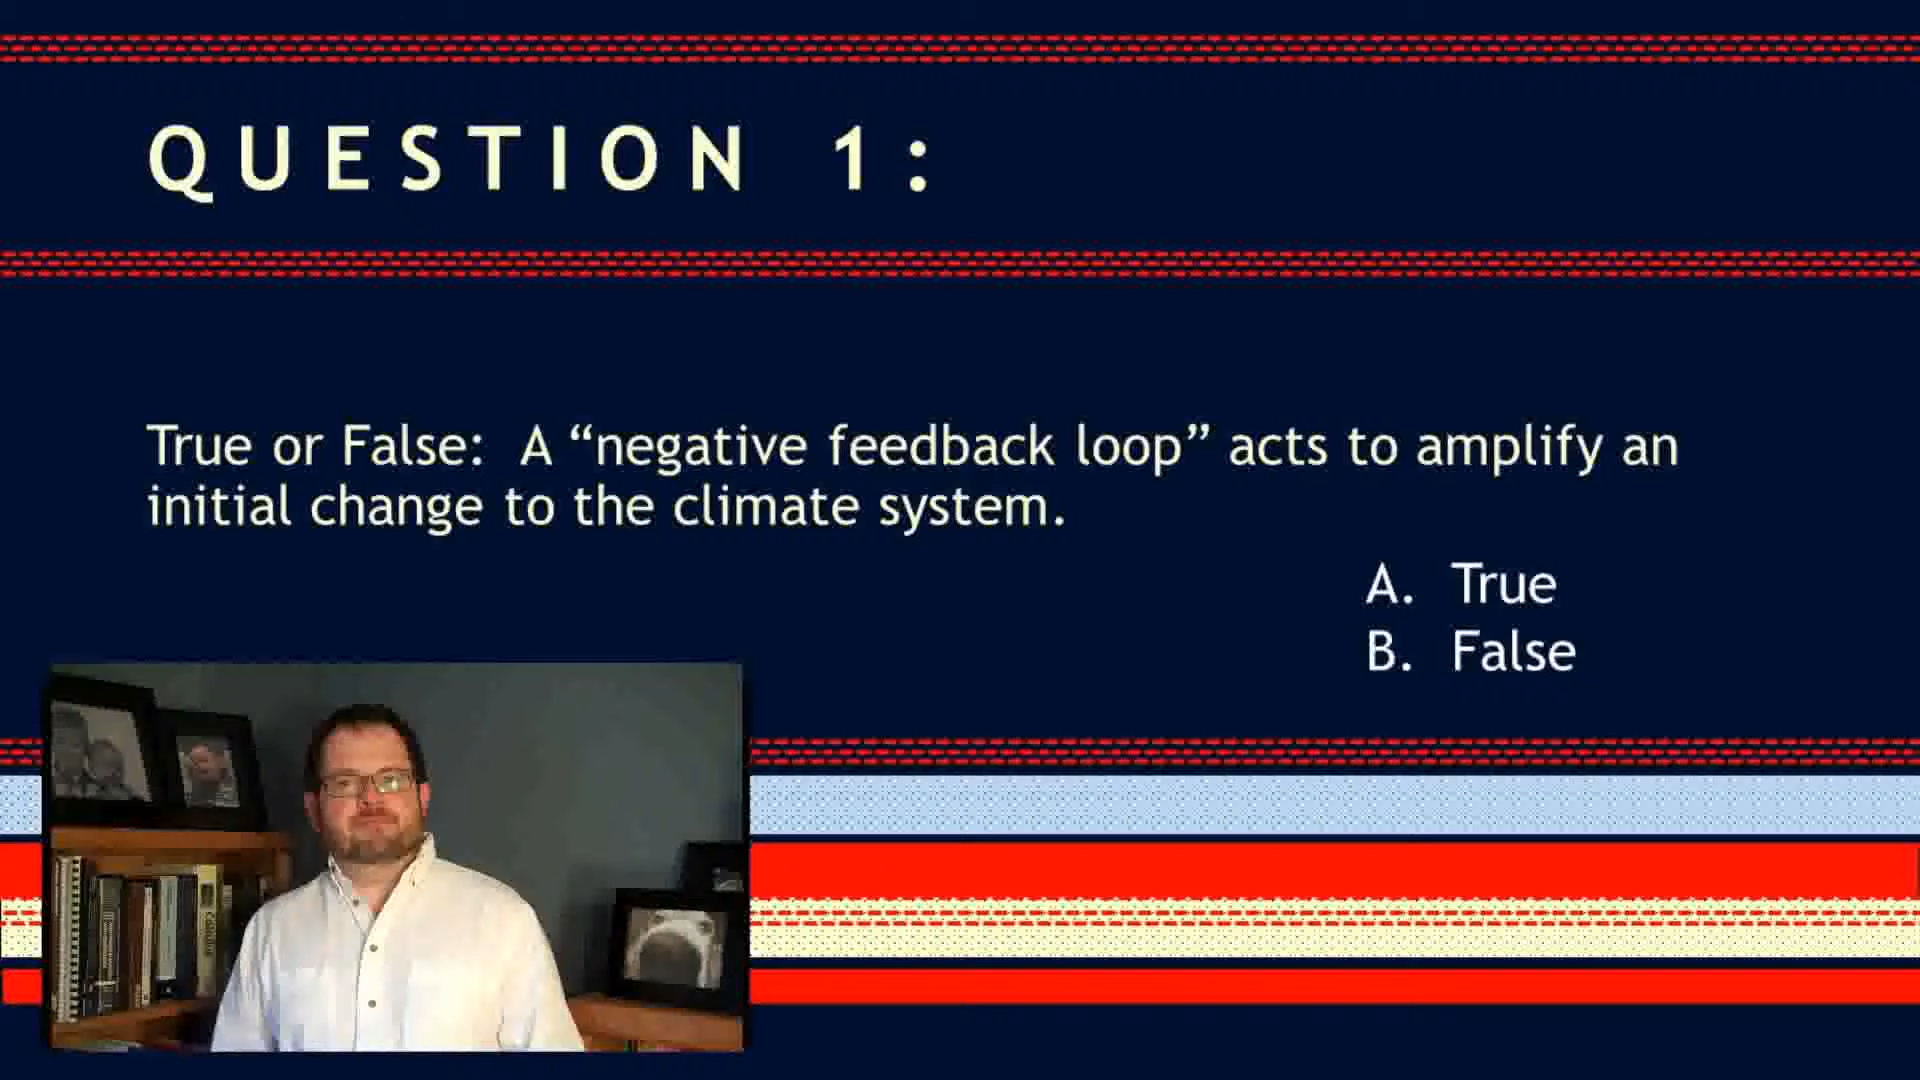 QUESTION 1:
True or False: A “negative feedback loop” acts to amplify an
initial change to the climate system.
A. True
B. False